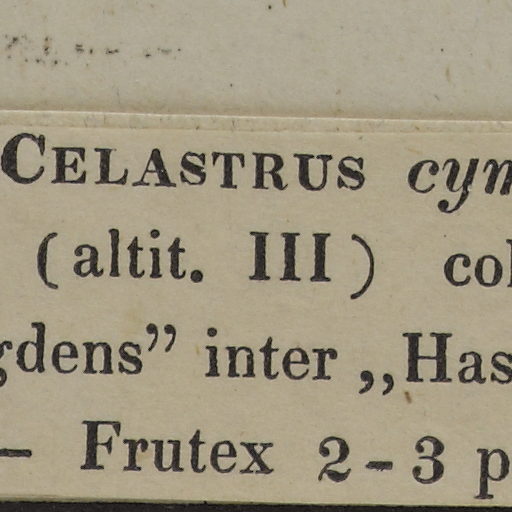 CELASTRUS cym
(altit. III) col
gdens” inter „Has
— Frutex 2-3 p